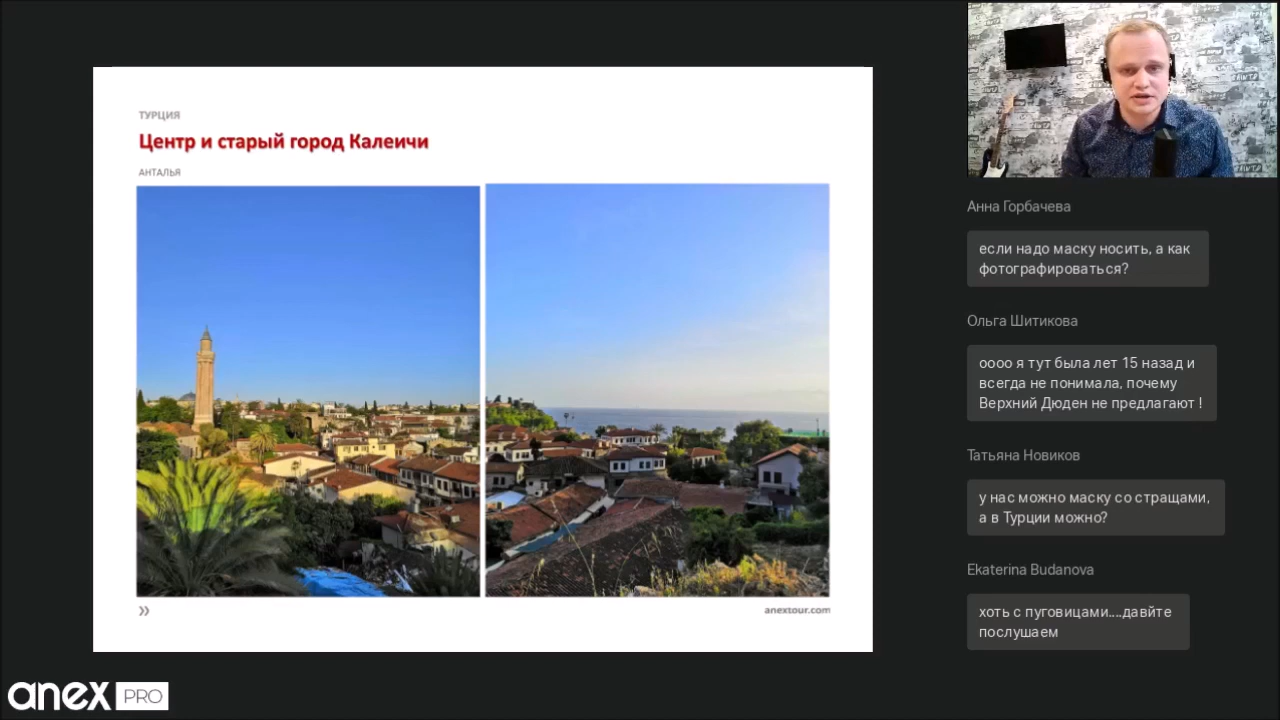 ТУРЦИЯ
Центр и старый город Калеичи
АНТАЛЬЯ
anextour.com
anex PRO
Анна Горбачева
если надо маску носить, а как
фотографироваться?
Ольга Шитикова
оооо я тут была лет 15 назад и
всегда не понимала, почему
Верхний Дюден не предлагают !
Татьяна Новиков
у нас можно маску со стращами,
а в Турции можно?
Ekaterina Budanova
хоть с пуговицами....давйте
послушаем